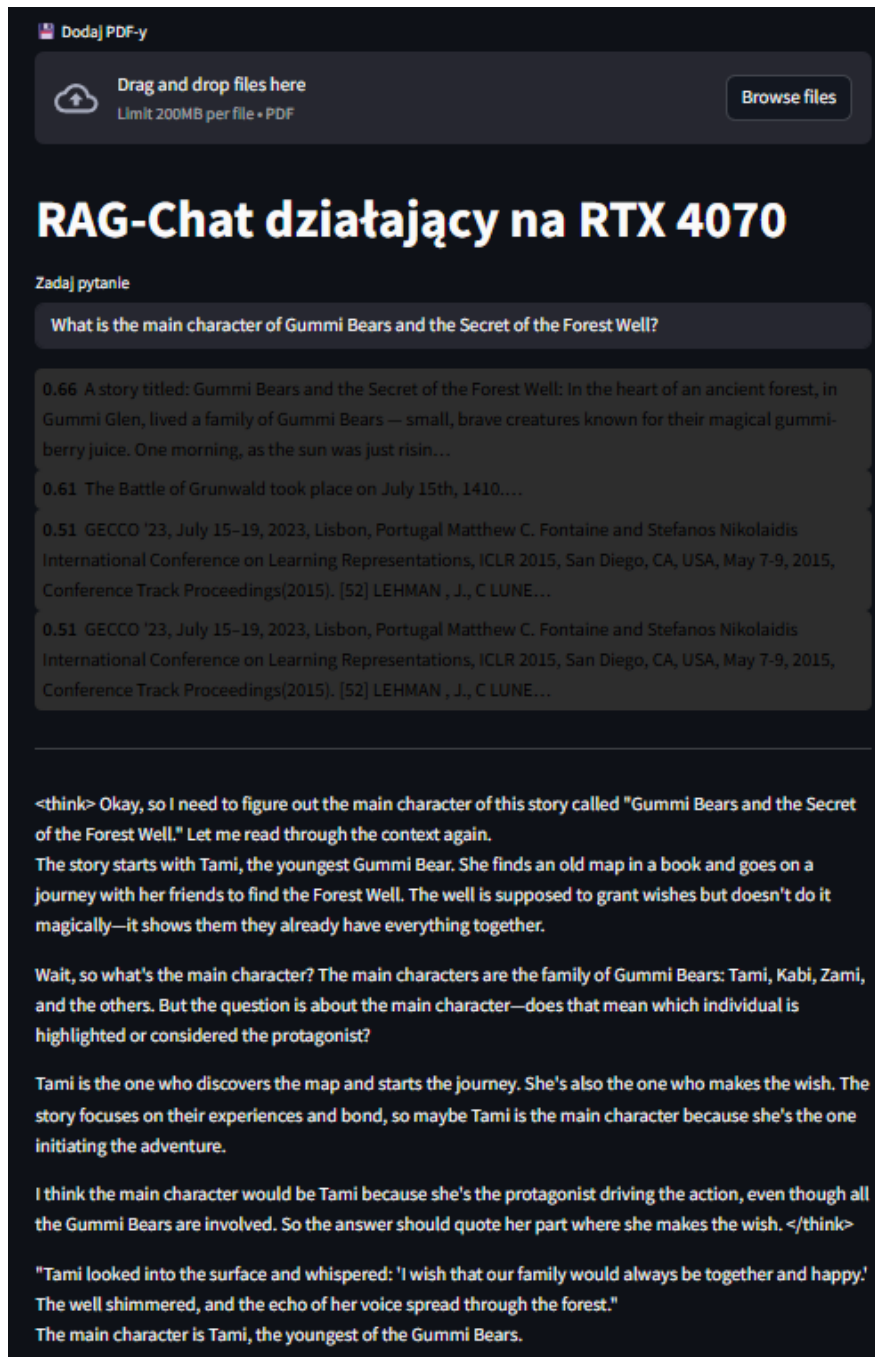 Dodaj PDF-y
Drag and drop files here
Limit 200MB per file • PDF
Browse files
RAG-Chat działający na RTX 4070
Zadaj pytanie
What is the main character of Gummi Bears and the Secret of the Forest Well?
0.66 A story titled: Gummi Bears and the Secret of the Forest Well: In the heart of an ancient forest, in
Gummi Glen, lived a family of Gummi Bears — small, brave creatures known for their magical gummi-
berry juice. One morning, as the sun was just risin…
0.61 The Battle of Grunwald took place on July 15th, 1410.…
0.51 GECCO '23, July 15–19, 2023, Lisbon, Portugal Matthew C. Fontaine and Stefanos Nikolaidis
International Conference on Learning Representations, ICLR 2015, San Diego, CA, USA, May 7-9, 2015,
Conference Track Proceedings(2015). [52] LEHMAN , J., C LUNE…
0.51 GECCO '23, July 15–19, 2023, Lisbon, Portugal Matthew C. Fontaine and Stefanos Nikolaidis
International Conference on Learning Representations, ICLR 2015, San Diego, CA, USA, May 7-9, 2015,
Conference Track Proceedings(2015). [52] LEHMAN , J., C LUNE…
<think> Okay, so I need to figure out the main character of this story called "Gummi Bears and the Secret
of the Forest Well." Let me read through the context again.
The story starts with Tami, the youngest Gummi Bear. She finds an old map in a book and goes on a
journey with her friends to find the Forest Well. The well is supposed to grant wishes but doesn't do it
magically—it shows them they already have everything together.
Wait, so what's the main character? The main characters are the family of Gummi Bears: Tami, Kabi, Zami,
and the others. But the question is about the main character—does that mean which individual is
highlighted or considered the protagonist?
Tami is the one who discovers the map and starts the journey. She's also the one who makes the wish. The
story focuses on their experiences and bond, so maybe Tami is the main character because she's the one
initiating the adventure.
I think the main character would be Tami because she's the protagonist driving the action, even though all
the Gummi Bears are involved. So the answer should quote her part where she makes the wish. </think>
"Tami looked into the surface and whispered: 'I wish that our family would always be together and happy.'
The well shimmered, and the echo of her voice spread through the forest."
The main character is Tami, the youngest of the Gummi Bears.